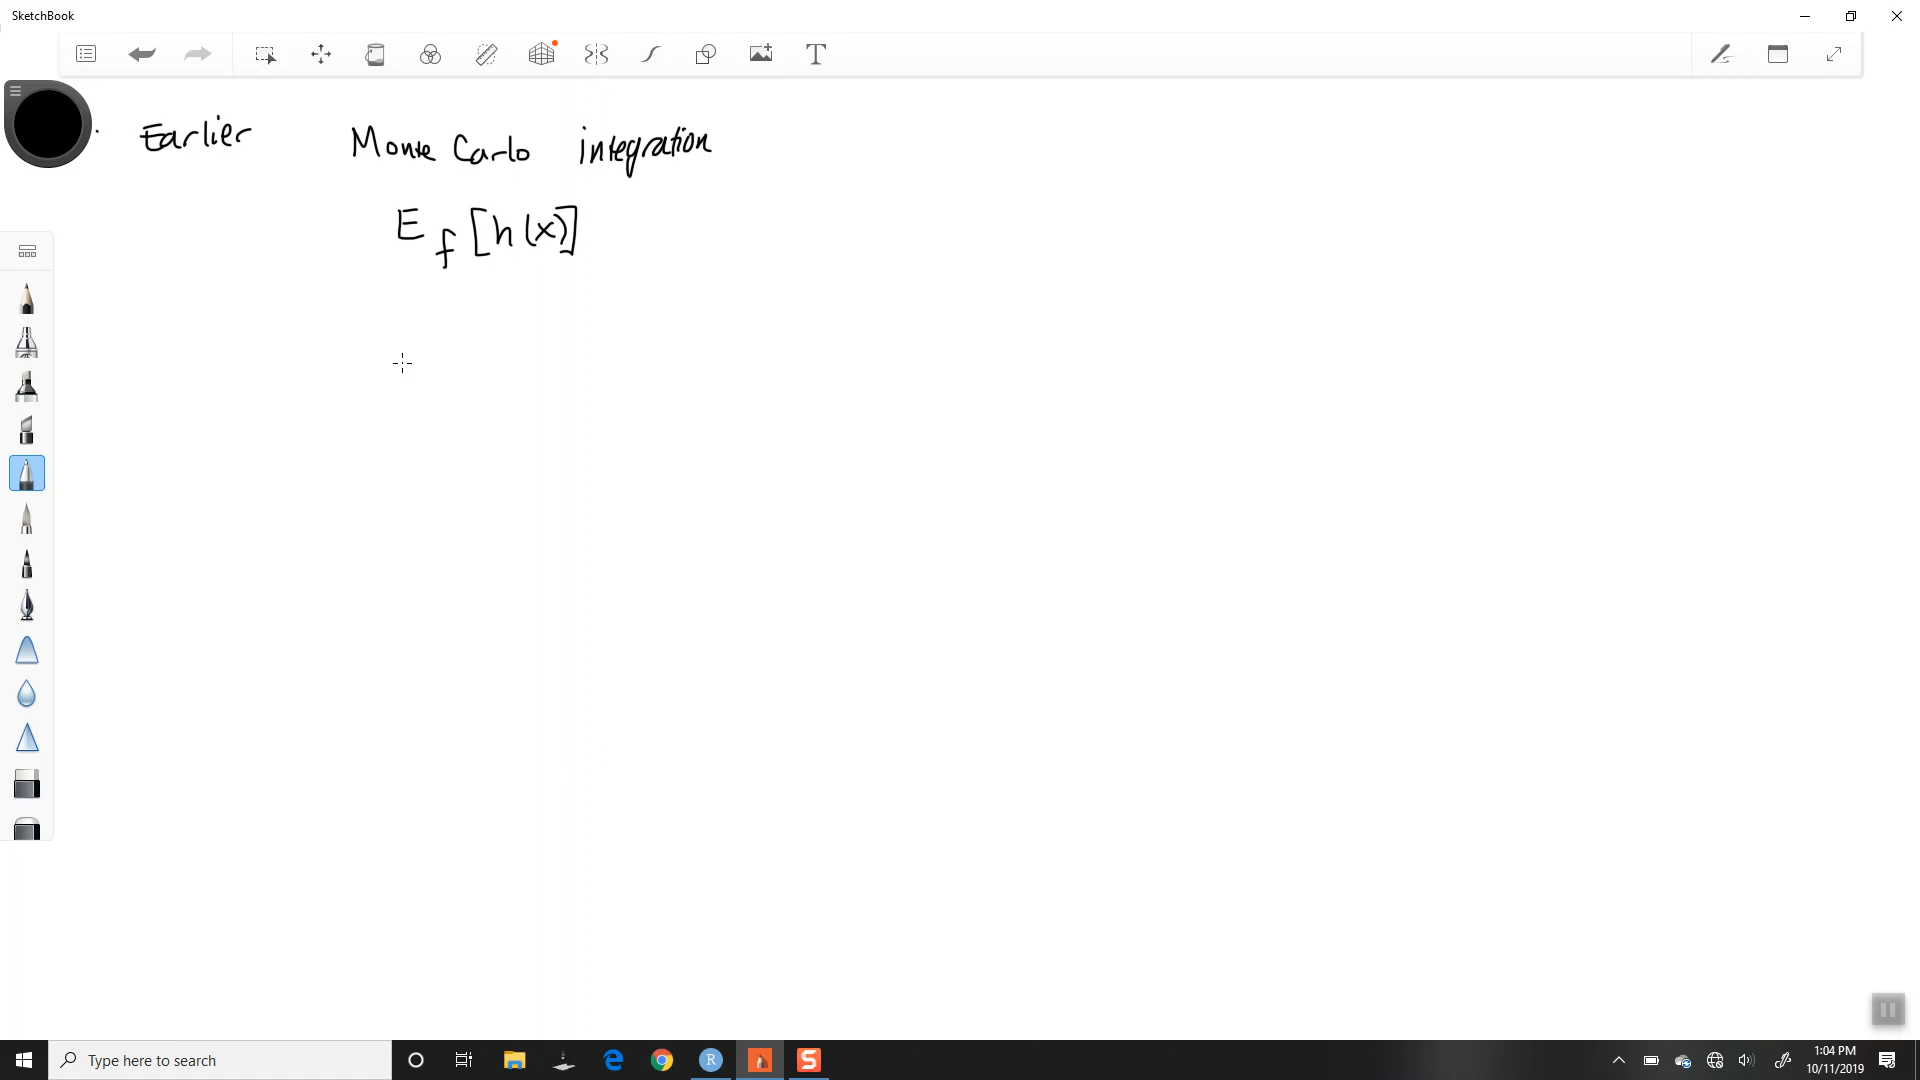 SketchBook
T
Earlier Monte Carlo integration
E f [h(x)]
Type here to search
R
S
1:04 PM
10/11/2019